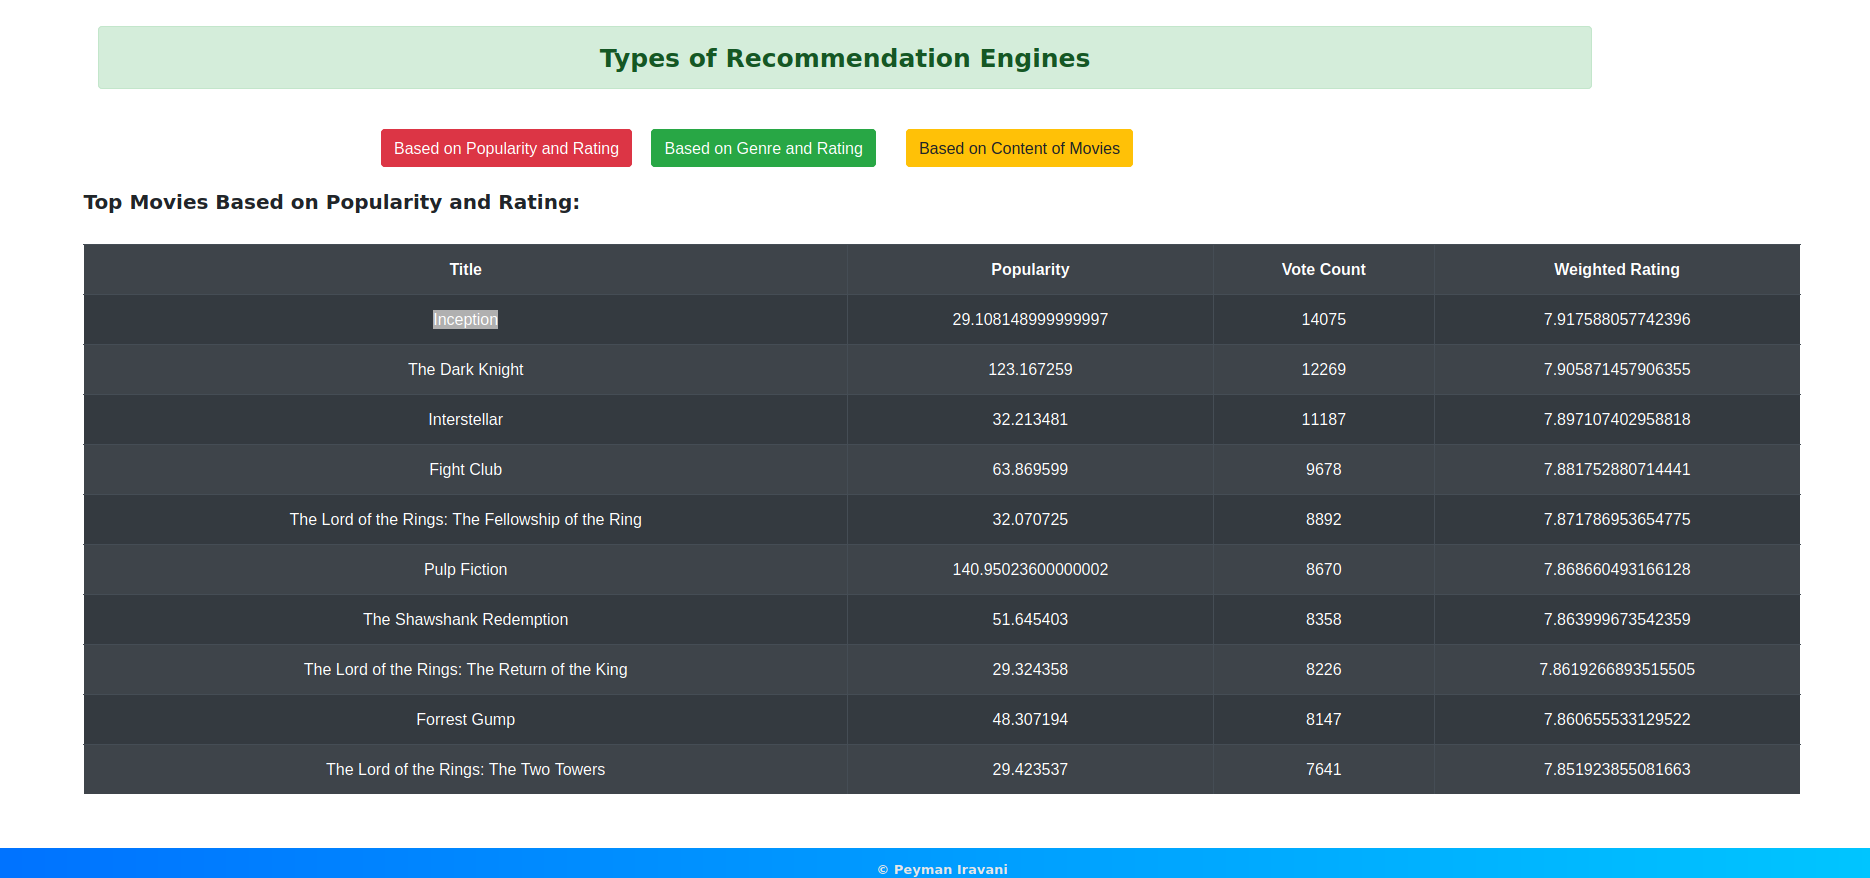 Types of Recommendation Engines
Based on Popularity and Rating Based on Genre and Rating Based on Content of Movies
Top Movies Based on Popularity and Rating:
Title Popularity Vote Count Weighted Rating
Inception 29.108148999999997 14075 7.917588057742396
The Dark Knight 123.167259 12269 7.905871457906355
Interstellar 32.213481 11187 7.897107402958818
Fight Club 63.869599 9678 7.881752880714441
The Lord of the Rings: The Fellowship of the Ring 32.070725 8892 7.871786953654775
Pulp Fiction 140.95023600000002 8670 7.868660493166128
The Shawshank Redemption 51.645403 8358 7.863999673542359
The Lord of the Rings: The Return of the King 29.324358 8226 7.8619266893515505
Forrest Gump 48.307194 8147 7.860655533129522
The Lord of the Rings: The Two Towers 29.423537 7641 7.851923855081663
© Peyman Iravani